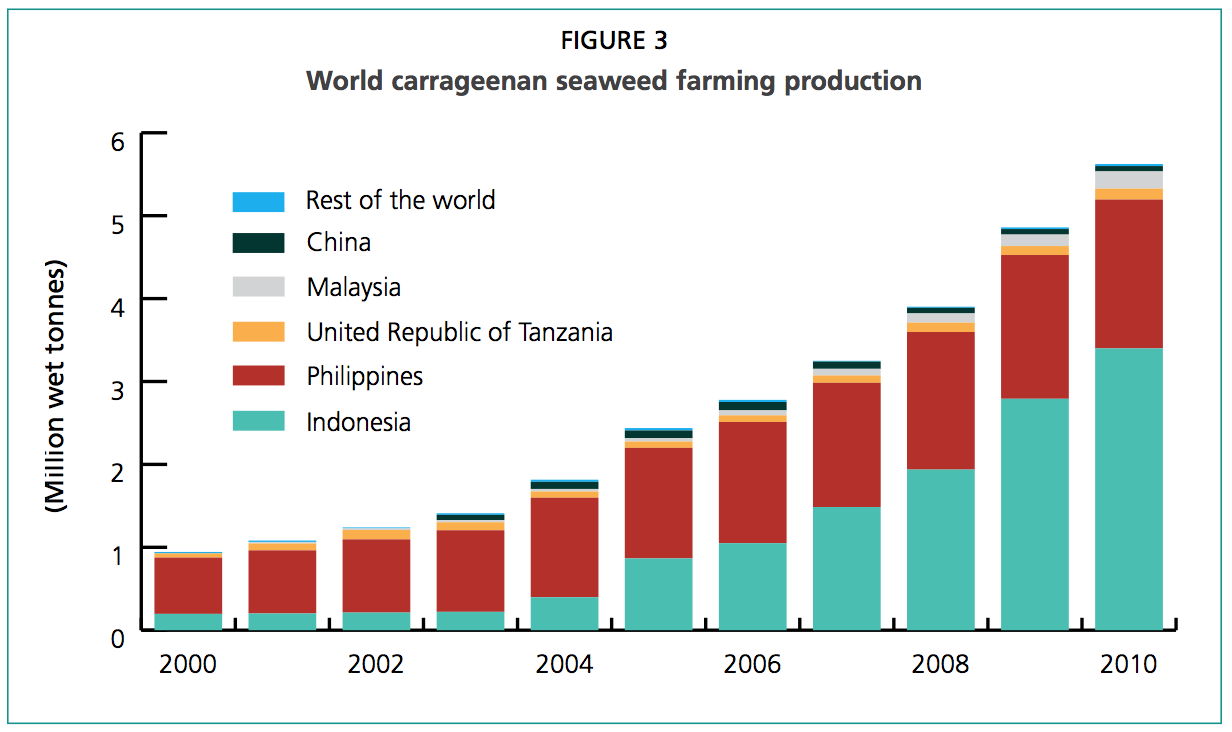 FIGURE 3
World carrageenan seaweed farming production
(Million wet tonnes)
6
5
4
3
2
1
0
Rest of the world
China
Malaysia
United Republic of Tanzania
Philippines
Indonesia
2000 2002 2004 2006 2008 2010